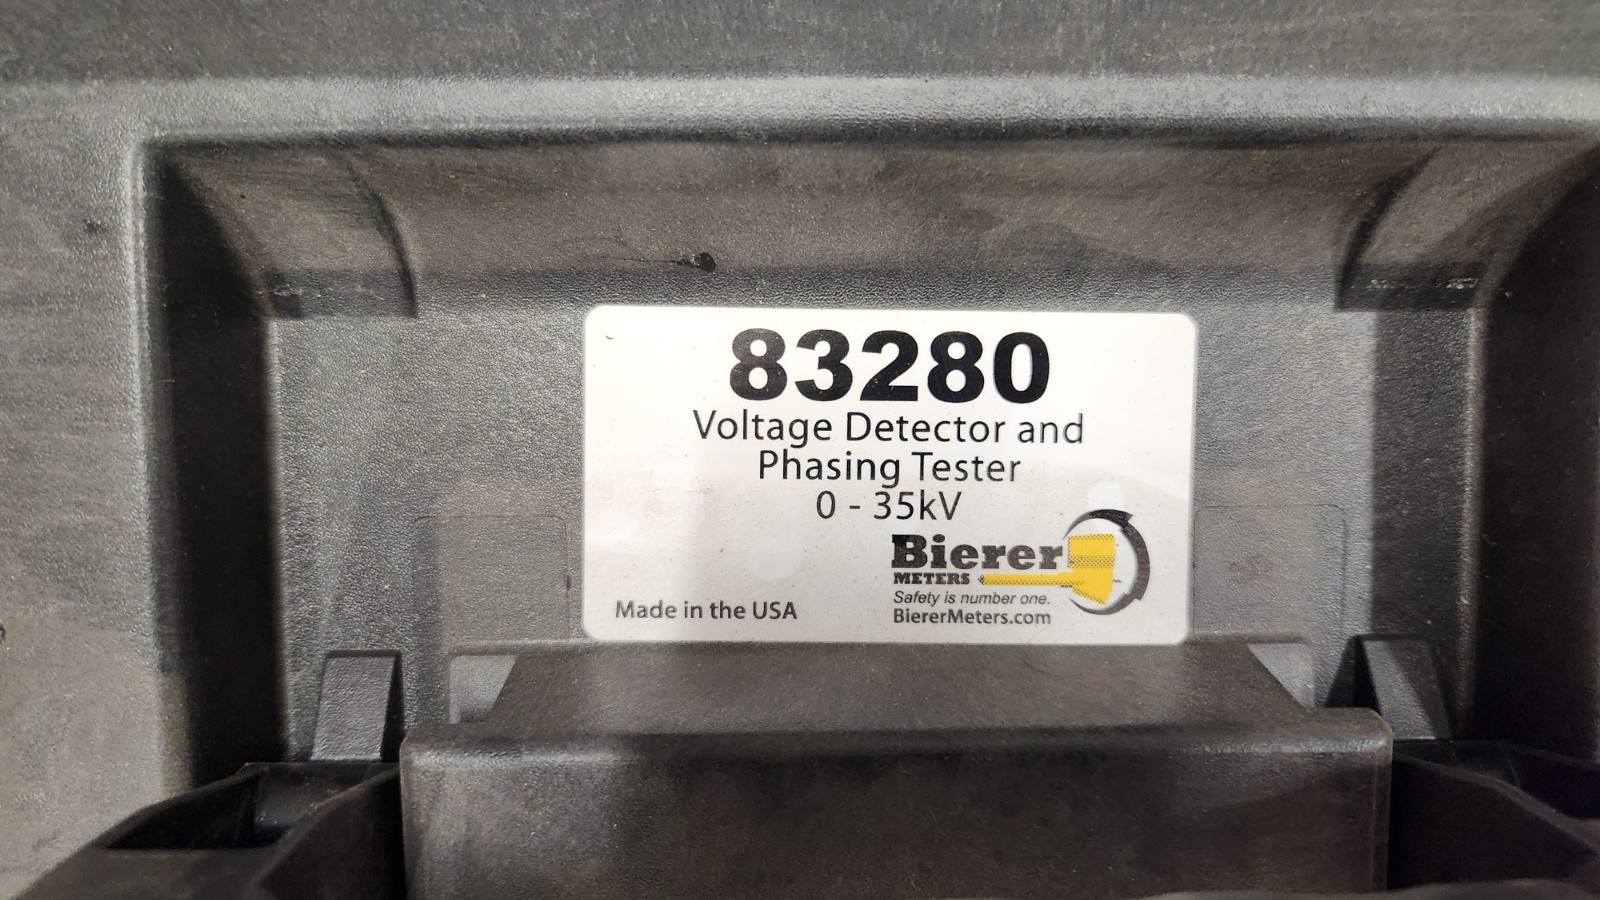 83280
Voltage Detector and
Phasing Tester
0 - 35kV
Bierer
METERS
Safety is number one.
Made in the USA
BiererMeters.com